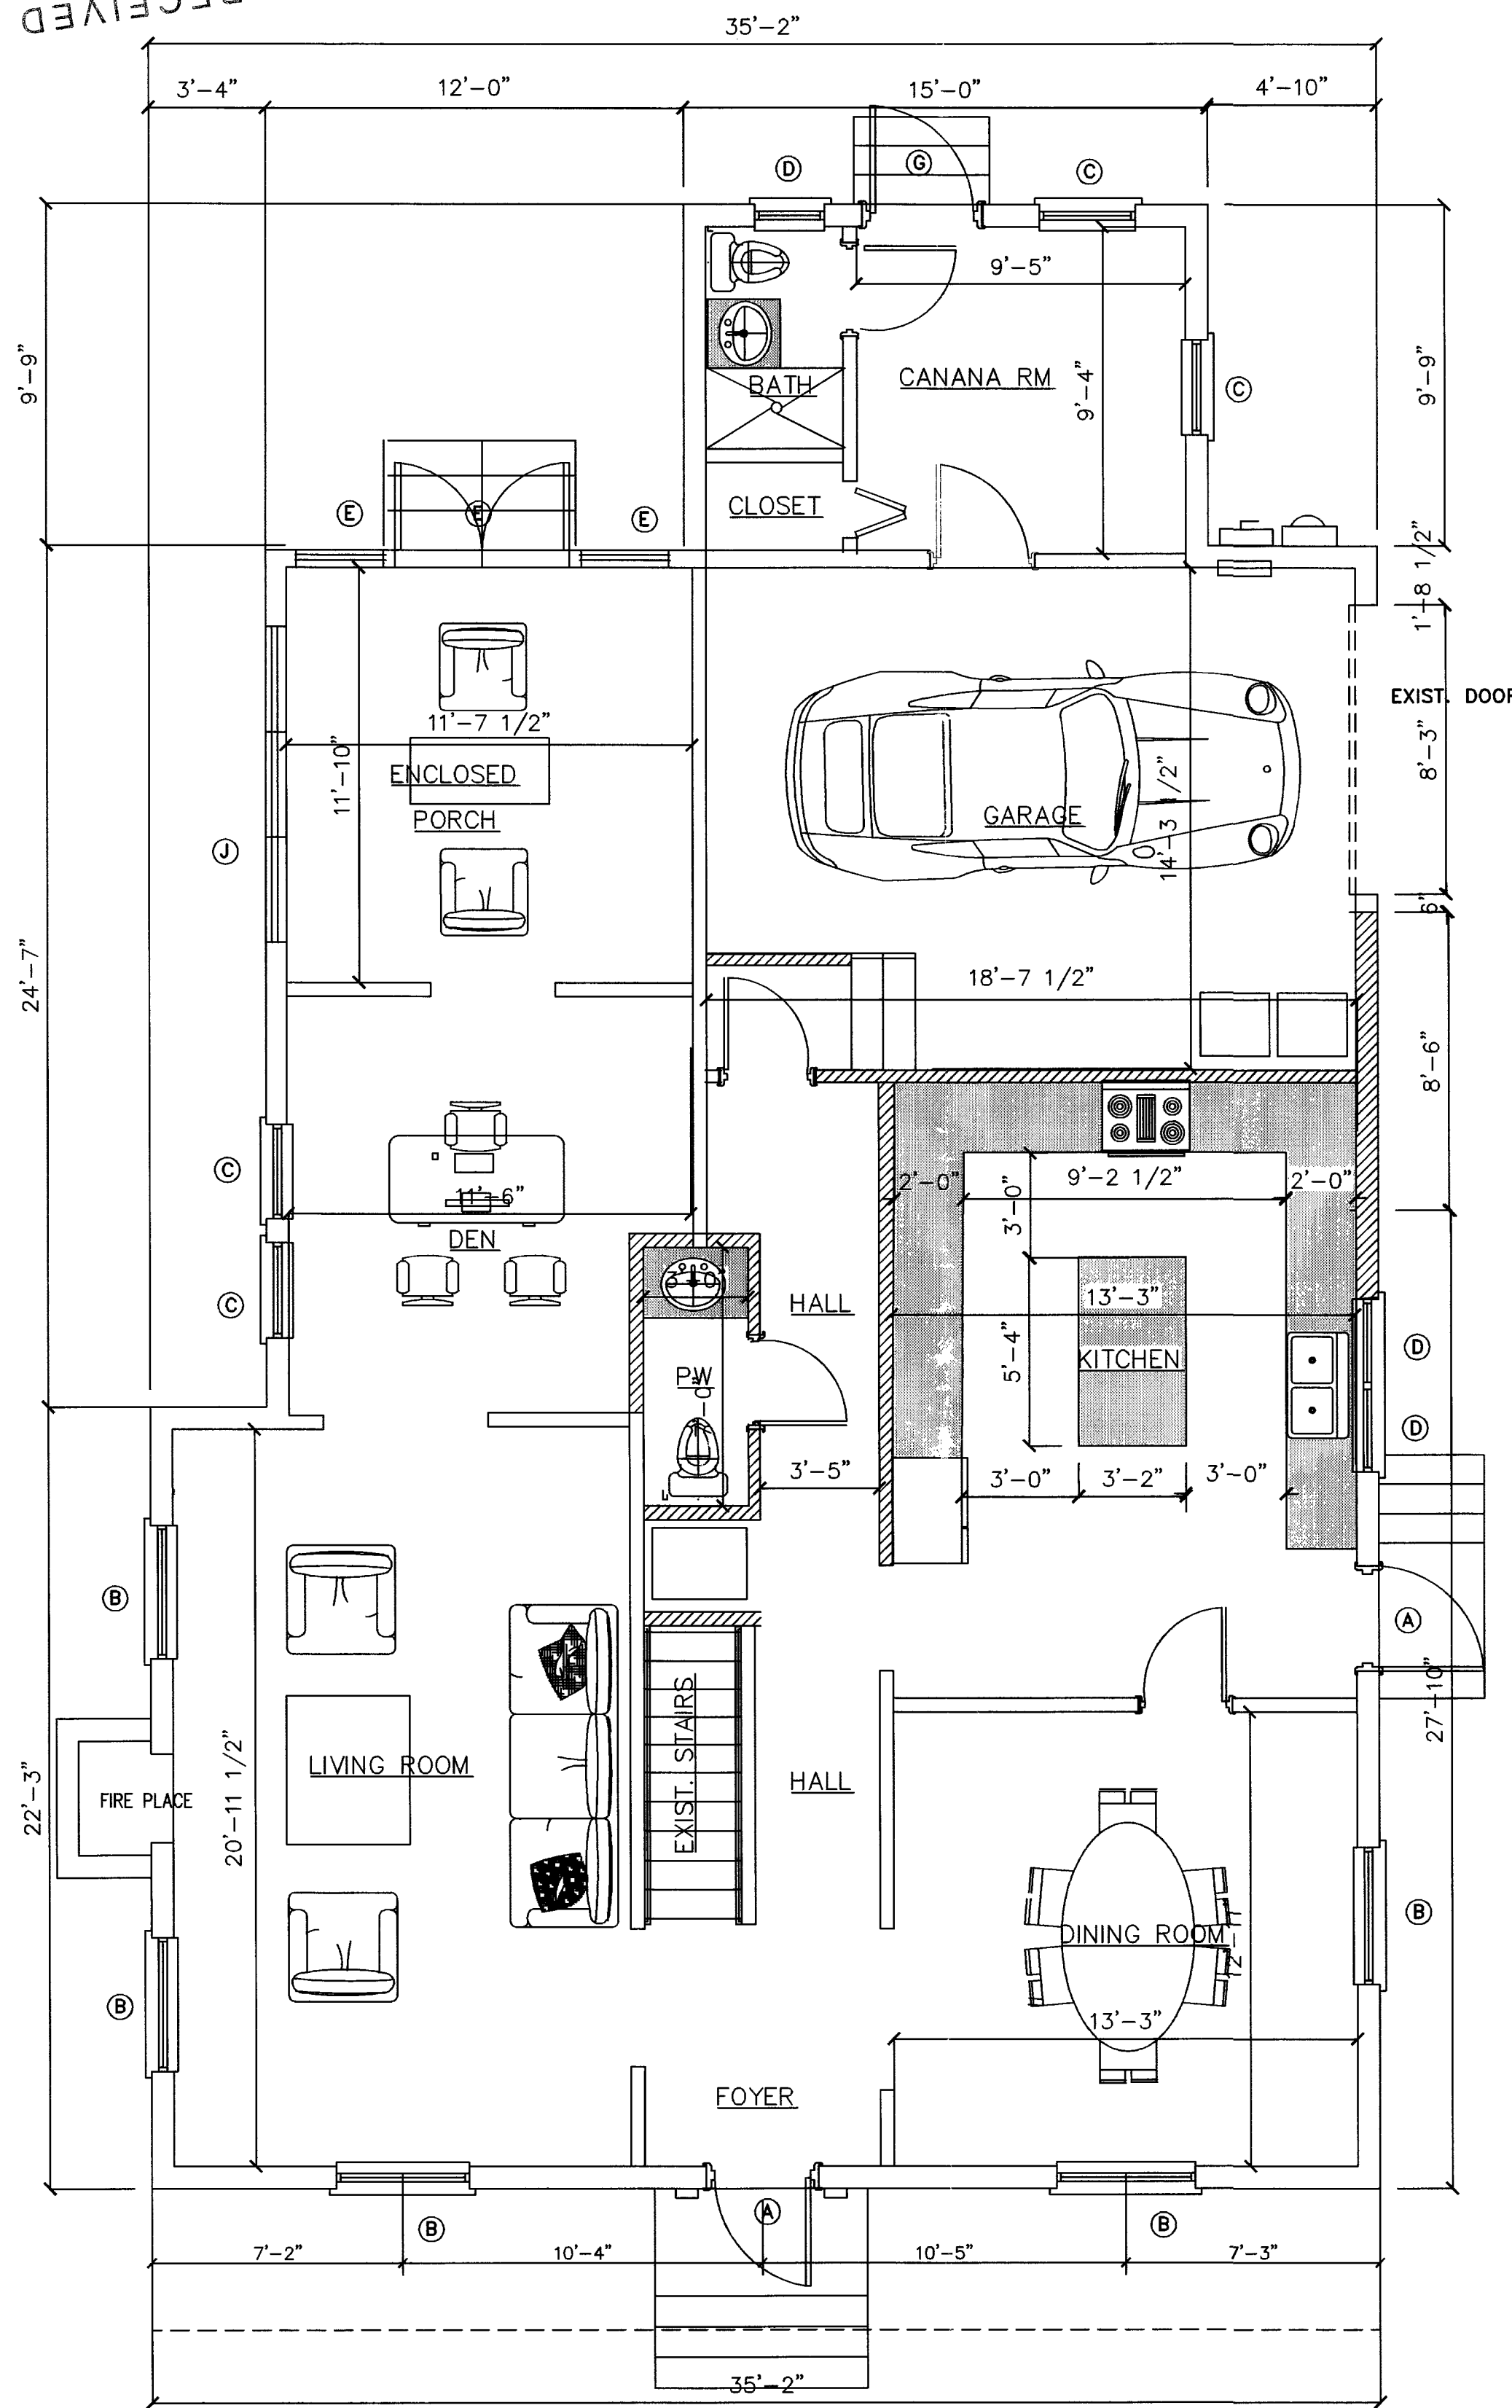 RECEIVED
35'-2"
3'-4"
12'-0"
15'-0"
4'-10"
D
G
C
9'-5"
9'-9"
9'-4"
9'-9"
BATH
CANANA RM
C
CLOSET
E
E
E
1'-8 1/2"
EXIST. DOOR
8'-3"
11'-7 1/2"
11'-10"
ENCLOSED
PORCH
GARAGE
J
6"
24'-7"
18'-7 1/2"
8'-6"
2'-0"
9'-2 1/2"
2'-0"
3'-0"
C
11'-6"
DEN
C
HALL
13'-3"
5'-4"
KITCHEN
D
PW
D
3'-5"
3'-0"
3'-2"
3'-0"
B
A
27'-10"
EXIST. STAIRS
LIVING ROOM
HALL
FIRE PLACE
22'-3"
20'-11 1/2"
B
DINING ROOM
B
13'-3"
FOYER
B
A
B
7'-2"
10'-4"
10'-5"
7'-3"
35'-2"